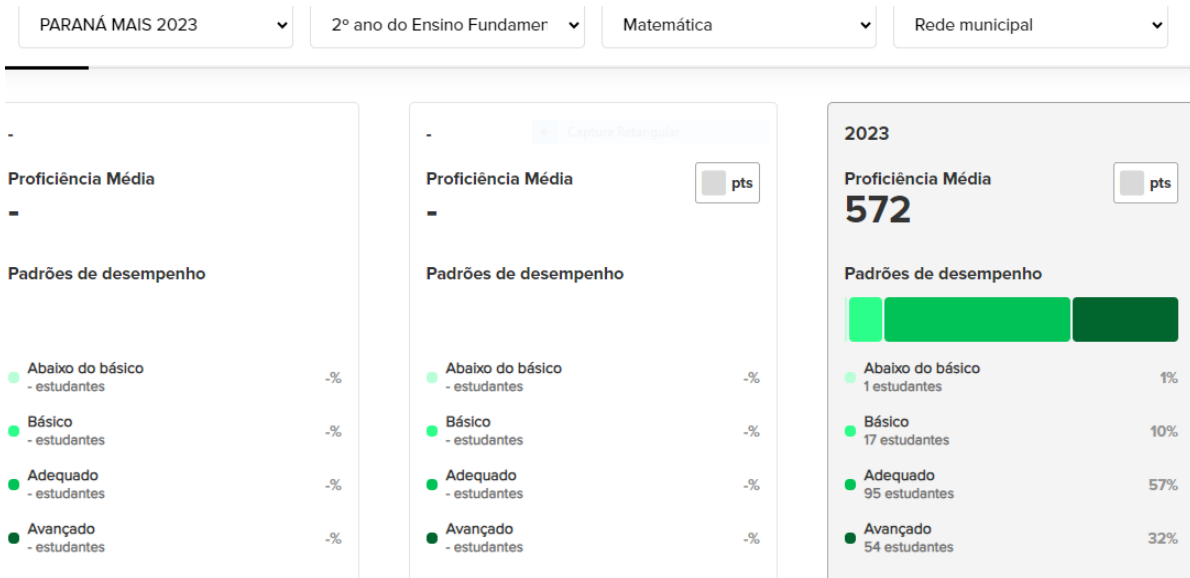 PARANÁ MAIS 2023
2º ano do Ensino Fundamer
Matemática
Rede municipal
-
Proficiência Média
-
Padrões de desempenho
Abaixo do básico
- estudantes
-%
Básico
- estudantes
-%
Adequado
- estudantes
-%
Avançado
- estudantes
-%
-
Capture Retangular
Proficiência Média
pts
-
Padrões de desempenho
Abaixo do básico
- estudantes
-%
Básico
- estudantes
-%
Adequado
- estudantes
-%
Avançado
- estudantes
-%
2023
Proficiência Média
pts
572
Padrões de desempenho
Abaixo do básico
1 estudantes
1%
Básico
17 estudantes
10%
Adequado
95 estudantes
57%
Avançado
54 estudantes
32%